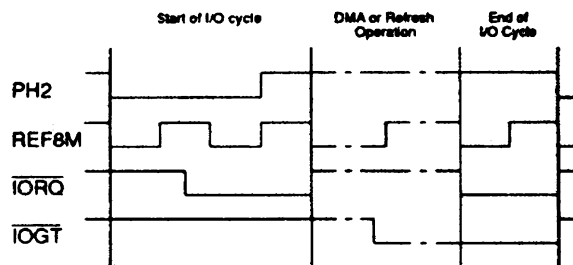 Start of I/O cycle
DMA or Refresh
Operation
End of
I/O Cycle
PH2
REF8M
IORQ
IOGT